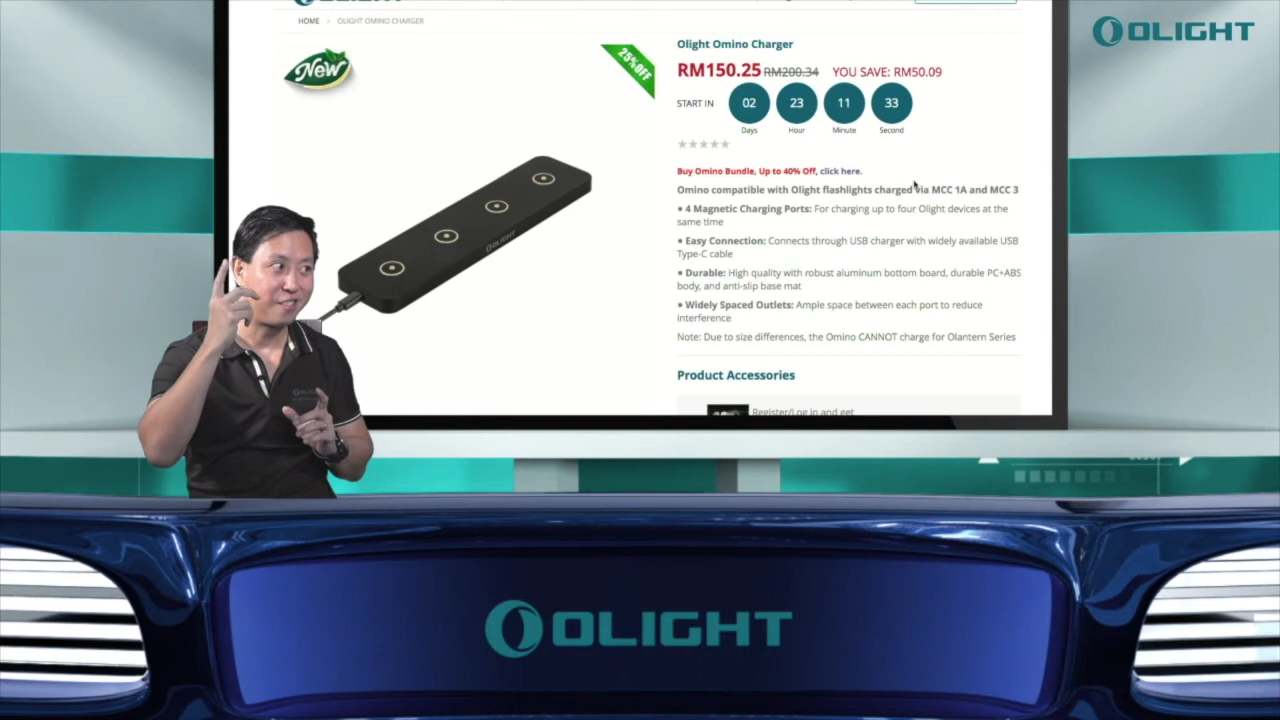 OLIGHT
HOME > OLIGHT OMINO CHARGER
New
25%OFF
OLIGHT
Olight Omino Charger
RM150.25 RM200.34 YOU SAVE: RM50.09
START IN 02 23 11 33
Days Hour Minute Second
Buy Omino Bundle, Up to 40% Off, click here.
Omino compatible with Olight flashlights charged via MCC 1A and MCC 3
• 4 Magnetic Charging Ports: For charging up to four Olight devices at the
same time
• Easy Connection: Connects through USB charger with widely available USB
Type-C cable
• Durable: High quality with robust aluminum bottom board, durable PC+ABS
body, and anti-slip base mat
• Widely Spaced Outlets: Ample space between each port to reduce
interference
Note: Due to size differences, the Omino CANNOT charge for Olantern Series
Product Accessories
Register/Log in and get
OLIGHT